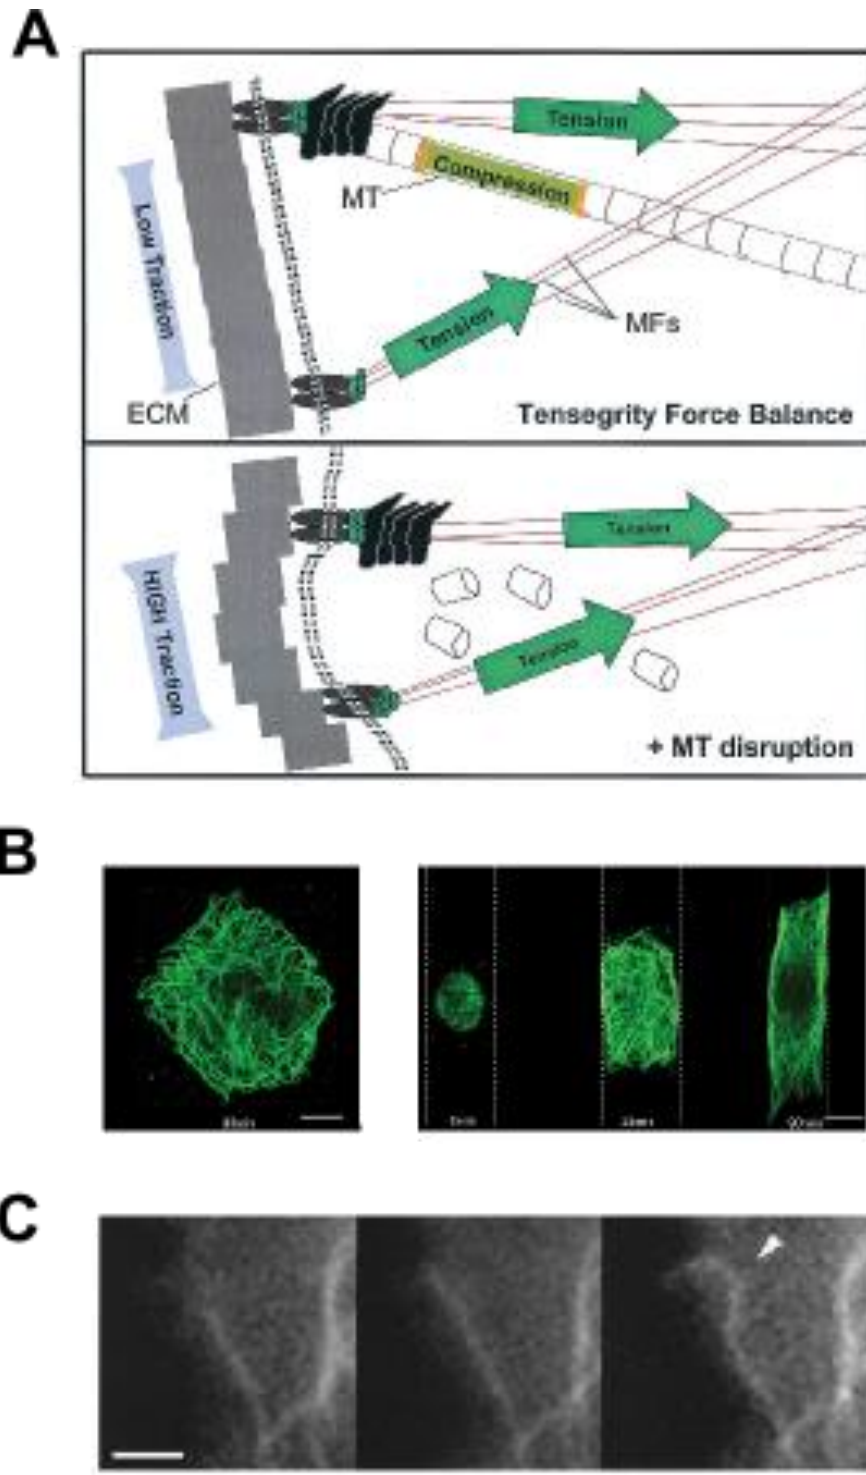 A
Tension
Compression
MT
Low Traction
Tension
MFs
ECM
Tensegrity Force Balance
Tension
HIGH Traction
Tension
+ MT disruption
B
C